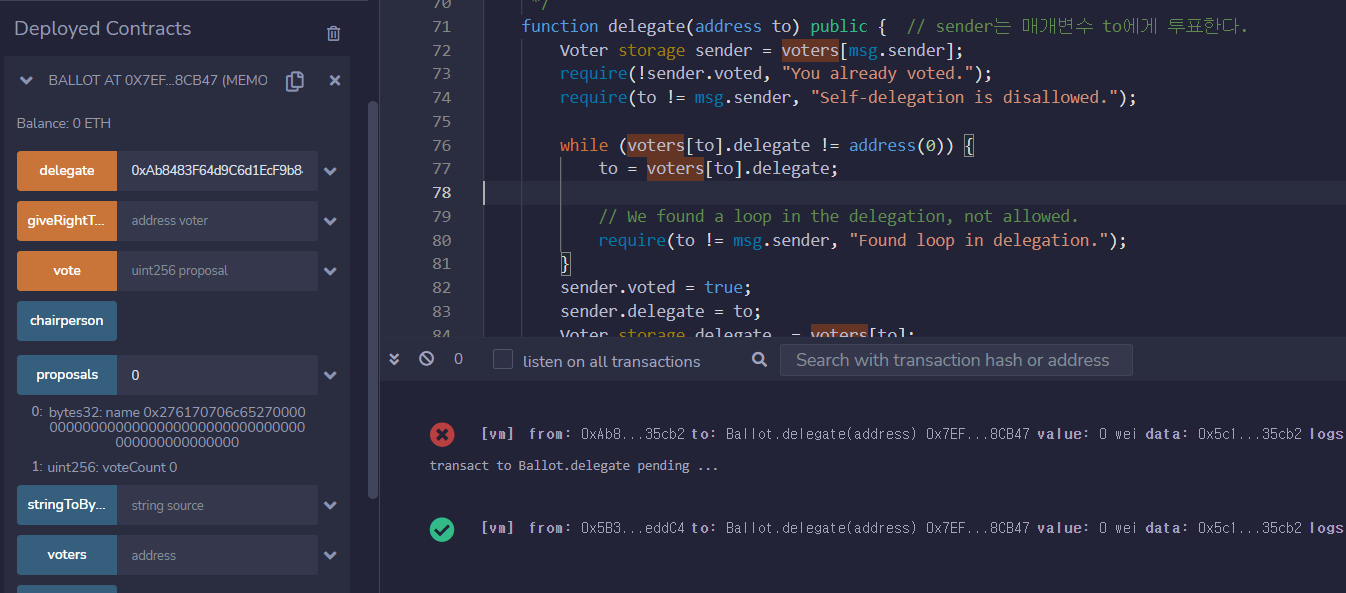 Deployed Contracts
BALLOT AT 0X7EF...8CB47 (MEMO
Balance: 0 ETH
delegate 0xAb8483F64d9C6d1EcF9b8
giveRightT... address voter
vote uint256 proposal
chairperson
proposals 0
0: bytes32: name 0x276170706c65270000
00000000000000000000000000000
000000000000000000
1: uint256: voteCount 0
stringToBy... string source
voters address
70 */
71 function delegate(address to) public { // sender는 매개변수 to에게 투표한다.
72 Voter storage sender = voters[msg.sender];
73 require(!sender.voted, "You already voted.");
74 require(to != msg.sender, "Self-delegation is disallowed.");
75
76 while (voters[to].delegate != address(0)) {
77 to = voters[to].delegate;
78
79 // We found a loop in the delegation, not allowed.
80 require(to != msg.sender, "Found loop in delegation.");
81 }
82 sender.voted = true;
83 sender.delegate = to;
84 Voter storage delegate_ = voters[to];
0 listen on all transactions Search with transaction hash or address
[vm] from: 0xAb8...35cb2 to: Ballot.delegate(address) 0x7EF...8CB47 value: 0 wei data: 0x5c1...35cb2 logs
transact to Ballot.delegate pending ...
[vm] from: 0x5B3...eddC4 to: Ballot.delegate(address) 0x7EF...8CB47 value: 0 wei data: 0x5c1...35cb2 logs